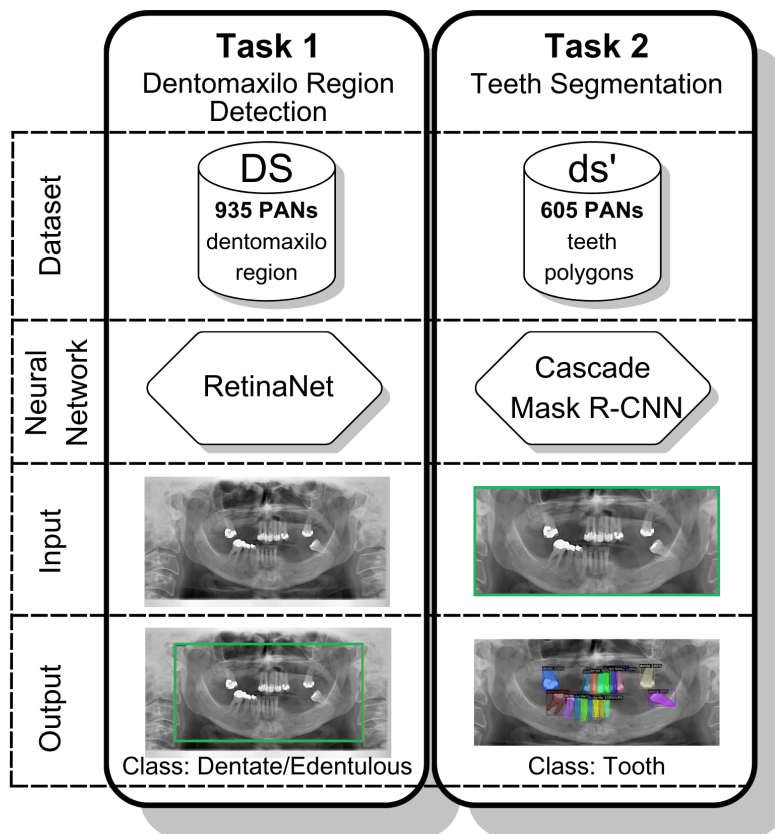 Task 1
Dentomaxilo Region
Detection
Task 2
Teeth Segmentation
Dataset
DS
935 PANs
dentomaxilo
region
ds'
605 PANs
teeth
polygons
Neural
Network
RetinaNet
Cascade
Mask R-CNN
Input
Output
Class: Dentate/Edentulous
Class: Tooth